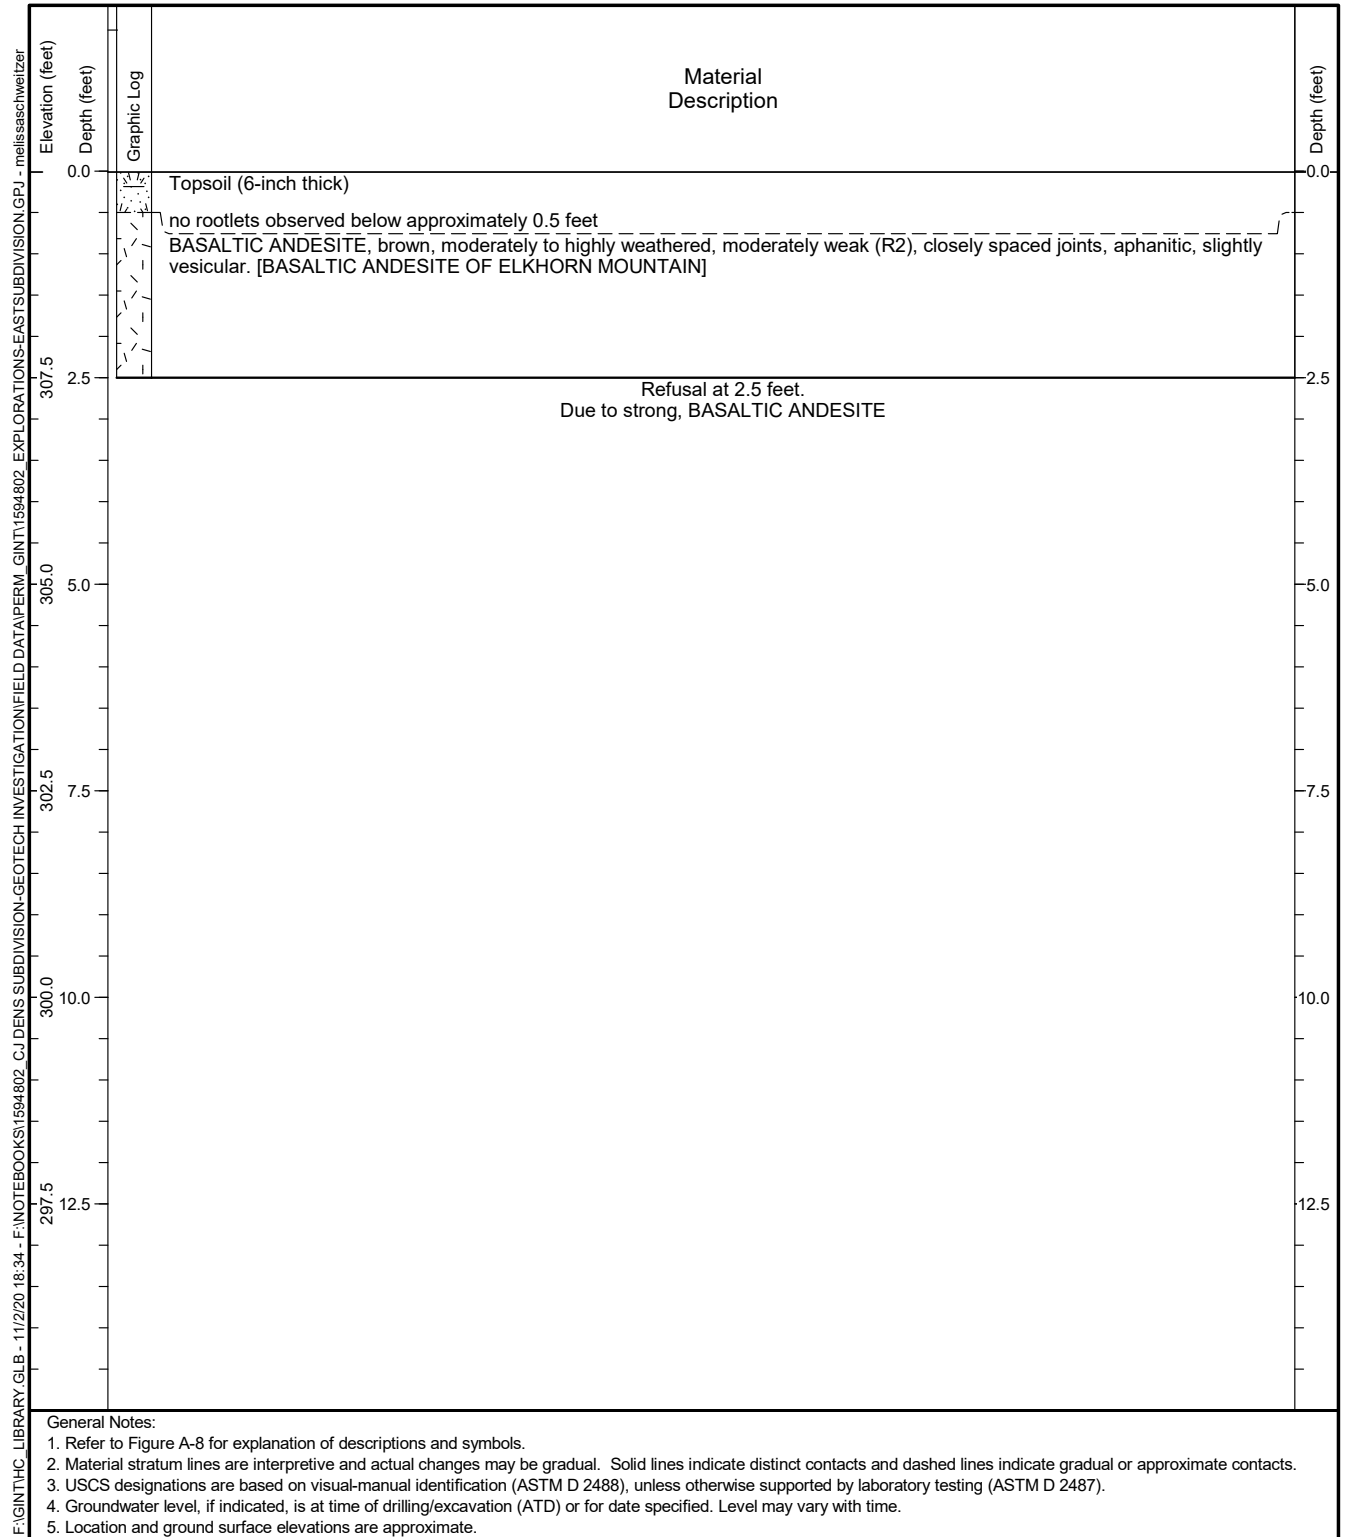 F:\GINT\HC_LIBRARY.GLB - 11/2/20 18:34 - F:\NOTEBOOKS\1594802_CJ DENS SUBDIVISION-GEOTECH INVESTIGATION\FIELD DATA\PERM_GINT\1594802_EXPLORATIONS-EASTSUBDIVISION.GPJ - melissaschweitzer
Elevation (feet)
Depth (feet)
Graphic Log
Material
Description
Depth (feet)
0.0 0.0
Topsoil (6-inch thick)
no rootlets observed below approximately 0.5 feet
BASALTIC ANDESITE, brown, moderately to highly weathered, moderately weak (R2), closely spaced joints, aphanitic, slightly
vesicular. [BASALTIC ANDESITE OF ELKHORN MOUNTAIN]
307.5 2.5 2.5
Refusal at 2.5 feet.
Due to strong, BASALTIC ANDESITE
305.0 5.0 5.0
302.5 7.5 7.5
300.0 10.0 10.0
297.5 12.5 12.5
General Notes:
1. Refer to Figure A-8 for explanation of descriptions and symbols.
2. Material stratum lines are interpretive and actual changes may be gradual. Solid lines indicate distinct contacts and dashed lines indicate gradual or approximate contacts.
3. USCS designations are based on visual-manual identification (ASTM D 2488), unless otherwise supported by laboratory testing (ASTM D 2487).
4. Groundwater level, if indicated, is at time of drilling/excavation (ATD) or for date specified. Level may vary with time.
5. Location and ground surface elevations are approximate.